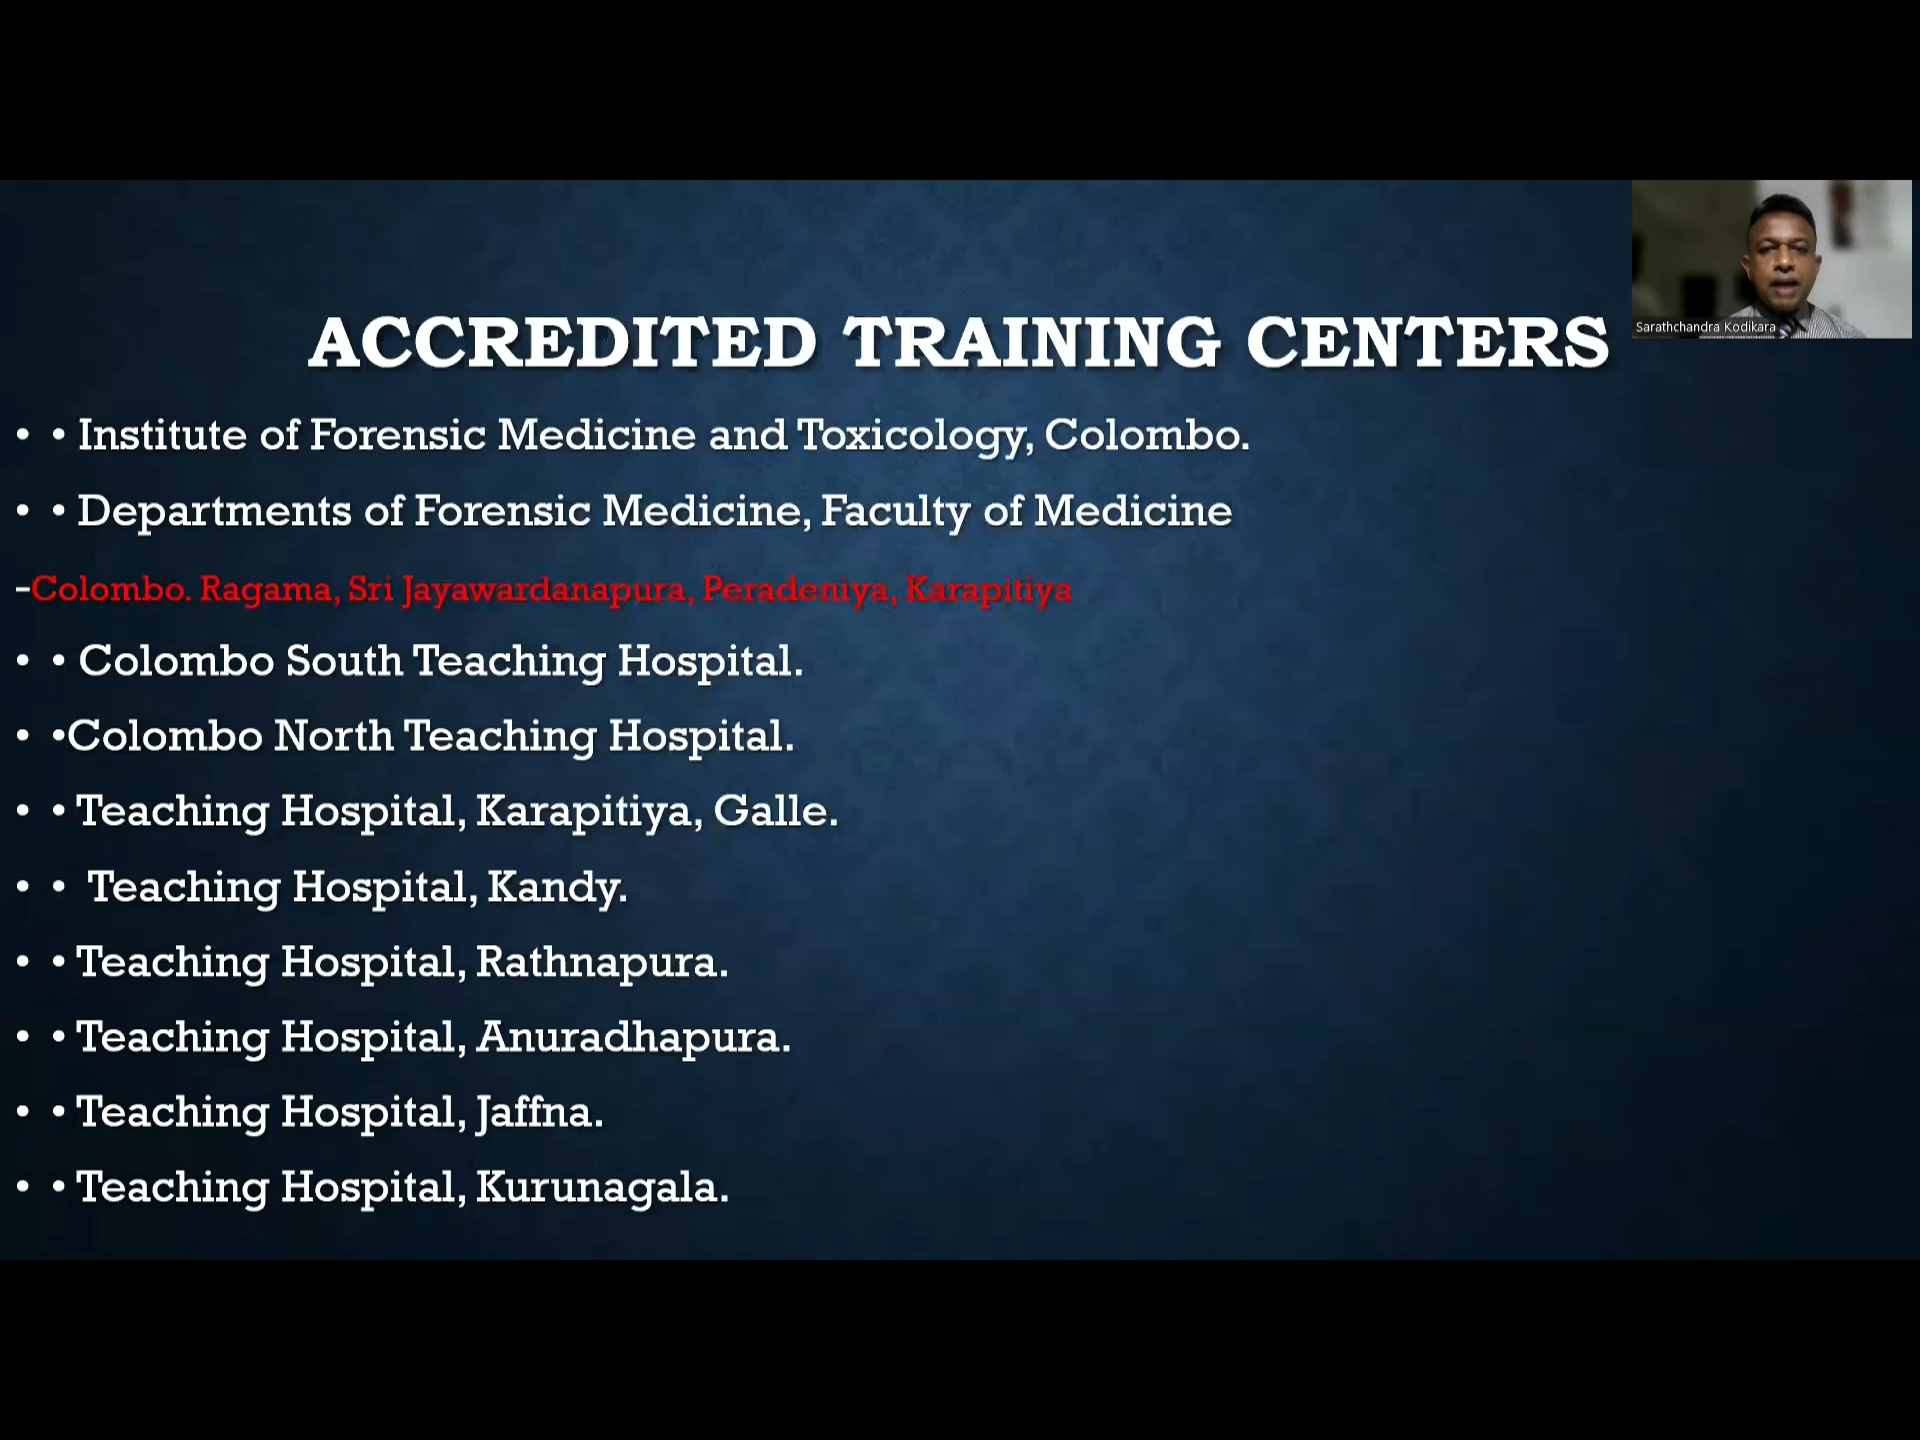 Sarathchandra Kodikara
ACCREDITED TRAINING CENTERS
• • Institute of Forensic Medicine and Toxicology, Colombo.
• • Departments of Forensic Medicine, Faculty of Medicine
-Colombo. Ragama, Sri Jayawardanapura, Peradeniya, Karapitiya
• • Colombo South Teaching Hospital.
• •Colombo North Teaching Hospital.
• • Teaching Hospital, Karapitiya, Galle.
• • Teaching Hospital, Kandy.
• • Teaching Hospital, Rathnapura.
• • Teaching Hospital, Anuradhapura.
• • Teaching Hospital, Jaffna.
• • Teaching Hospital, Kurunagala.